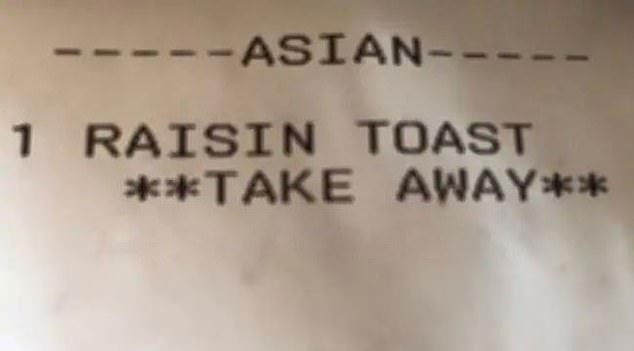 -----ASIAN-----
1 RAISIN TOAST
**TAKE AWAY**